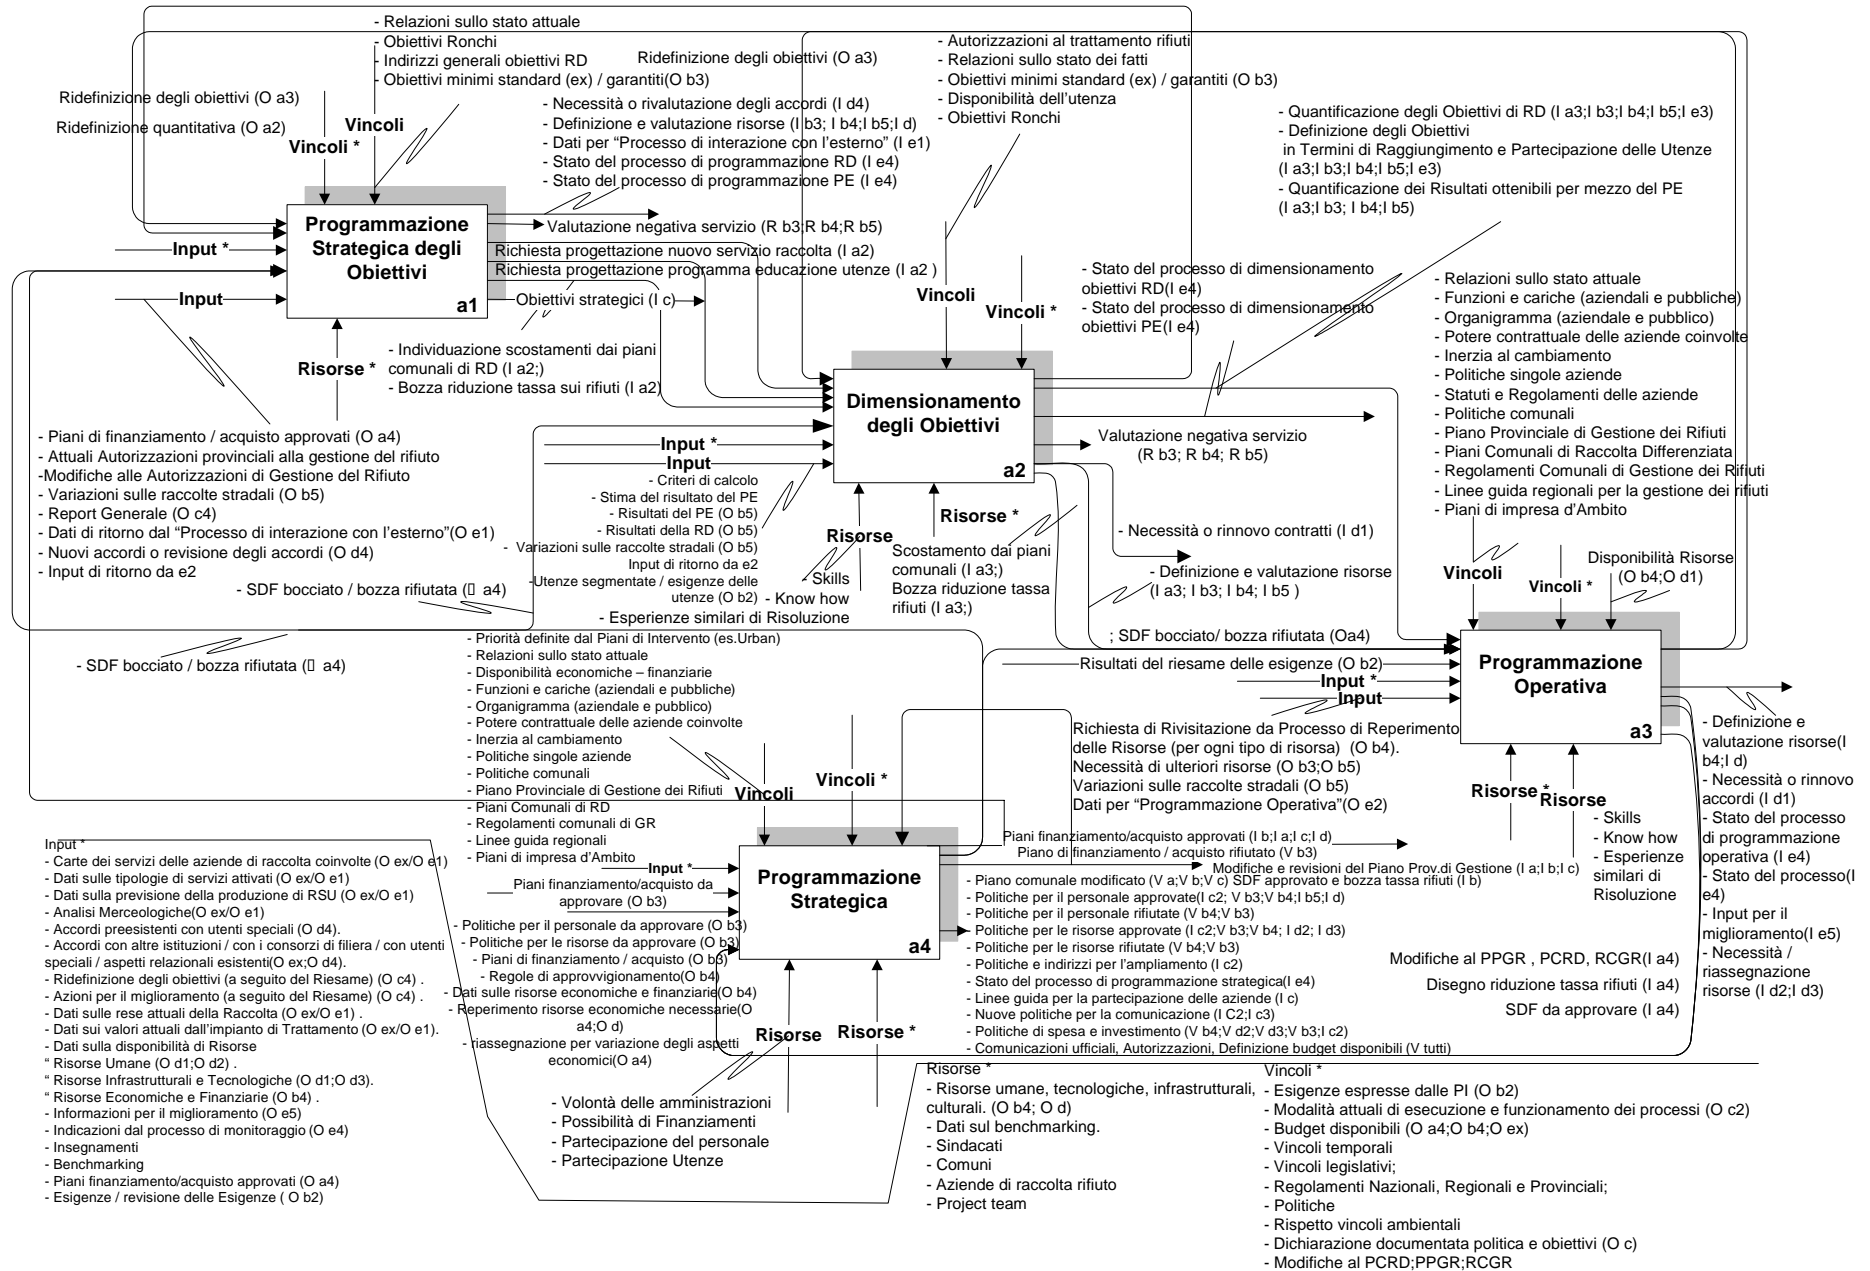 - Relazioni sullo stato attuale
- Obiettivi Ronchi
- Indirizzi generali obiettivi RD
- Obiettivi minimi standard (ex) / garantiti(O b3)
Ridefinizione degli obiettivi (O a3)
Ridefinizione degli obiettivi (O a3)
Ridefinizione quantitativa (O a2)
Vincoli
Vincoli *
- Necessità o rivalutazione degli accordi (I d4)
- Definizione e valutazione risorse (I b3; I b4;I b5;I d)
- Dati per “Processo di interazione con l’esterno” (I e1)
- Stato del processo di programmazione RD (I e4)
- Stato del processo di programmazione PE (I e4)
- Autorizzazioni al trattamento rifiuti
- Relazioni sullo stato dei fatti
- Obiettivi minimi standard (ex) / garantiti (O b3)
- Disponibilità dell’utenza
- Obiettivi Ronchi
- Quantificazione degli Obiettivi di RD (I a3;I b3;I b4;I b5;I e3)
- Definizione degli Obiettivi
in Termini di Raggiungimento e Partecipazione delle Utenze
(I a3;I b3;I b4;I b5;I e3)
- Quantificazione dei Risultati ottenibili per mezzo del PE
(I a3;I b3; I b4;I b5)
Programmazione
Strategica degli
Obiettivi
a1
Input *
Input
Risorse *
Valutazione negativa servizio (R b3;R b4;R b5)
Richiesta progettazione nuovo servizio raccolta (I a2)
Richiesta progettazione programma educazione utenze (I a2 )
Obiettivi strategici (I c)
- Individuazione scostamenti dai piani
comunali di RD (I a2;)
- Bozza riduzione tassa sui rifiuti (I a2)
Vincoli
Vincoli *
- Stato del processo di dimensionamento
obiettivi RD(I e4)
- Stato del processo di dimensionamento
obiettivi PE(I e4)
- Relazioni sullo stato attuale
- Funzioni e cariche (aziendali e pubbliche)
- Organigramma (aziendale e pubblico)
- Potere contrattuale delle aziende coinvolte
- Inerzia al cambiamento
- Politiche singole aziende
- Statuti e Regolamenti delle aziende
- Politiche comunali
- Piano Provinciale di Gestione dei Rifiuti
- Piani Comunali di Raccolta Differenziata
- Regolamenti Comunali di Gestione dei Rifiuti
- Linee guida regionali per la gestione dei rifiuti
- Piani di impresa d’Ambito
- Piani di finanziamento / acquisto approvati (O a4)
- Attuali Autorizzazioni provinciali alla gestione del rifiuto
-Modifiche alle Autorizzazioni di Gestione del Rifiuto
- Variazioni sulle raccolte stradali (O b5)
- Report Generale (O c4)
- Dati di ritorno dal “Processo di interazione con l’esterno”(O e1)
- Nuovi accordi o revisione degli accordi (O d4)
- Input di ritorno da e2
- SDF bocciato / bozza rifiutata (▯ a4)
- SDF bocciato / bozza rifiutata (▯ a4)
Dimensionamento
degli Obiettivi
a2
Input *
Input
- Criteri di calcolo
- Stima del risultato del PE
- Risultati del PE (O b5)
- Risultati della RD (O b5)
- Variazioni sulle raccolte stradali (O b5)
Input di ritorno da e2
-Utenze segmentate / esigenze delle
utenze (O b2)
Risorse
Risorse *
- Skills
- Know how
- Esperienze similari di Risoluzione
Valutazione negativa servizio
(R b3; R b4; R b5)
Scostamento dai piani
comunali (I a3;)
Bozza riduzione tassa
rifiuti (I a3;)
- Necessità o rinnovo contratti (I d1)
- Definizione e valutazione risorse
(I a3; I b3; I b4; I b5 )
Vincoli
Vincoli *
Disponibilità Risorse
(O b4;O d1)
; SDF bocciato/ bozza rifiutata (Oa4)
Risultati del riesame delle esigenze (O b2)
Input *
Input
Programmazione
Operativa
a3
Richiesta di Rivisitazione da Processo di Reperimento
delle Risorse (per ogni tipo di risorsa) (O b4).
Necessità di ulteriori risorse (O b3;O b5)
Variazioni sulle raccolte stradali (O b5)
Dati per “Programmazione Operativa”(O e2)
Risorse *
Risorse
- Skills
- Know how
- Esperienze
similari di
Risoluzione
- Definizione e
valutazione risorse(I
b4;I d)
- Necessità o rinnovo
accordi (I d1)
- Stato del processo
di programmazione
operativa (I e4)
- Stato del processo(I
e4)
- Input per il
miglioramento(I e5)
- Necessità /
riassegnazione
risorse (I d2;I d3)
- Priorità definite dal Piani di Intervento (es.Urban)
- Relazioni sullo stato attuale
- Disponibilità economiche – finanziarie
- Funzioni e cariche (aziendali e pubbliche)
- Organigramma (aziendale e pubblico)
- Potere contrattuale delle aziende coinvolte
- Inerzia al cambiamento
- Politiche singole aziende
- Politiche comunali
- Piano Provinciale di Gestione dei Rifiuti
- Piani Comunali di RD
- Regolamenti comunali di GR
- Linee guida regionali
- Piani di impresa d’Ambito
Vincoli
Vincoli *
Input *
Piani finanziamento/acquisto da
approvare (O b3)
Programmazione
Strategica
a4
- Politiche per il personale da approvare (O b3)
- Politiche per le risorse da approvare (O b3)
- Piani di finanziamento / acquisto (O b3)
- Regole di approvvigionamento(O b4)
- Dati sulle risorse economiche e finanziarie(O b4)
- Reperimento risorse economiche necessarie(O
a4;O d)
- riassegnazione per variazione degli aspetti
economici(O a4)
Risorse
Risorse *
- Volontà delle amministrazioni
- Possibilità di Finanziamenti
- Partecipazione del personale
- Partecipazione Utenze
Piani finanziamento/acquisto approvati (I b;I a;I c;I d)
Piano di finanziamento / acquisto rifiutato (V b3)
Modifiche e revisioni del Piano Prov.di Gestione (I a;I b;I c)
- Piano comunale modificato (V a;V b;V c) SDF approvato e bozza tassa rifiuti (I b)
- Politiche per il personale approvate(I c2; V b3;V b4;I b5;I d)
- Politiche per il personale rifiutate (V b4;V b3)
- Politiche per le risorse approvate (I c2;V b3;V b4; I d2; I d3)
- Politiche per le risorse rifiutate (V b4;V b3)
- Politiche e indirizzi per l’ampliamento (I c2)
- Stato del processo di programmazione strategica(I e4)
- Linee guida per la partecipazione delle aziende (I c)
- Nuove politiche per la comunicazione (I C2;I c3)
- Politiche di spesa e investimento (V b4;V d2;V d3;V b3;I c2)
- Comunicazioni ufficiali, Autorizzazioni, Definizione budget disponibili (V tutti)
Modifiche al PPGR , PCRD, RCGR(I a4)
Disegno riduzione tassa rifiuti (I a4)
SDF da approvare (I a4)
Input *
- Carte dei servizi delle aziende di raccolta coinvolte (O ex/O e1)
- Dati sulle tipologie di servizi attivati (O ex/O e1)
- Dati sulla previsione della produzione di RSU (O ex/O e1)
- Analisi Merceologiche(O ex/O e1)
- Accordi preesistenti con utenti speciali (O d4).
- Accordi con altre istituzioni / con i consorzi di filiera / con utenti
speciali / aspetti relazionali esistenti(O ex;O d4).
- Ridefinizione degli obiettivi (a seguito del Riesame) (O c4) .
- Azioni per il miglioramento (a seguito del Riesame) (O c4) .
- Dati sulle rese attuali della Raccolta (O ex/O e1) .
- Dati sui valori attuali dall’impianto di Trattamento (O ex/O e1).
- Dati sulla disponibilità di Risorse
“ Risorse Umane (O d1;O d2) .
“ Risorse Infrastrutturali e Tecnologiche (O d1;O d3).
“ Risorse Economiche e Finanziarie (O b4) .
- Informazioni per il miglioramento (O e5)
- Indicazioni dal processo di monitoraggio (O e4)
- Insegnamenti
- Benchmarking
- Piani finanziamento/acquisto approvati (O a4)
- Esigenze / revisione delle Esigenze ( O b2)
Risorse *
- Risorse umane, tecnologiche, infrastrutturali,
culturali. (O b4; O d)
- Dati sul benchmarking.
- Sindacati
- Comuni
- Aziende di raccolta rifiuto
- Project team
Vincoli *
- Esigenze espresse dalle PI (O b2)
- Modalità attuali di esecuzione e funzionamento dei processi (O c2)
- Budget disponibili (O a4;O b4;O ex)
- Vincoli temporali
- Vincoli legislativi;
- Regolamenti Nazionali, Regionali e Provinciali;
- Politiche
- Rispetto vincoli ambientali
- Dichiarazione documentata politica e obiettivi (O c)
- Modifiche al PCRD;PPGR;RCGR